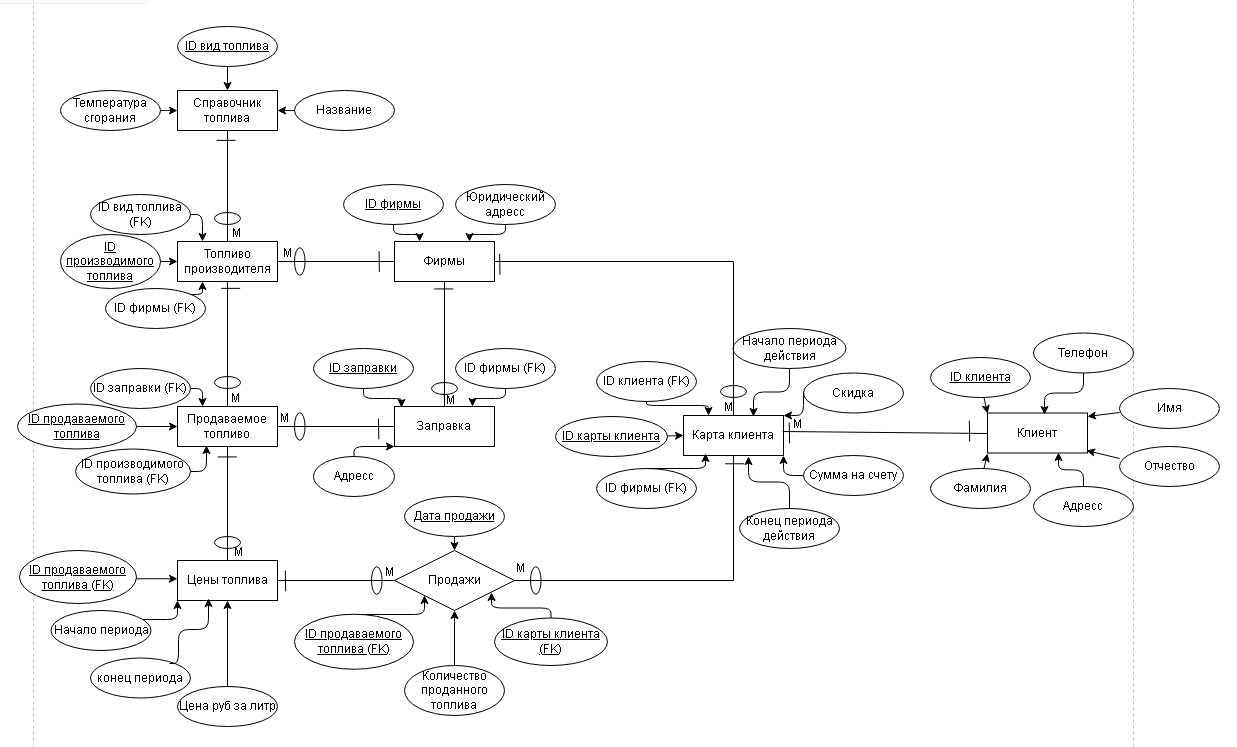 ID вид топлива
Температура
сгорания
Справочник
топлива
Название
ID вид топлива
(FK)
М
ID
производимого
топлива
Топливо
производителя
М
ID фирмы (FK)
ID фирмы
Юридический
адресс
Фирмы
ID заправки (FK)
М
ID продаваемого
топлива
Продаваемое
топливо
М
ID производимого
топлива (FK)
ID заправки
ID фирмы (FK)
М
Заправка
Адресс
Начало периода
действия
ID клиента (FK)
М
Скидка
ID карты клиента
Карта клиента
М
ID фирмы (FK)
Сумма на счету
Конец периода
действия
ID клиента
Телефон
Имя
Клиент
Отчество
Фамилия
Адресс
М
ID продаваемого
топлива (FK)
Цены топлива
Начало периода
конец периода
Цена руб за литр
Дата продажи
М
Продажи
М
ID продаваемого
топлива (FK)
ID карты клиента
(FK)
Количество
проданного
топлива